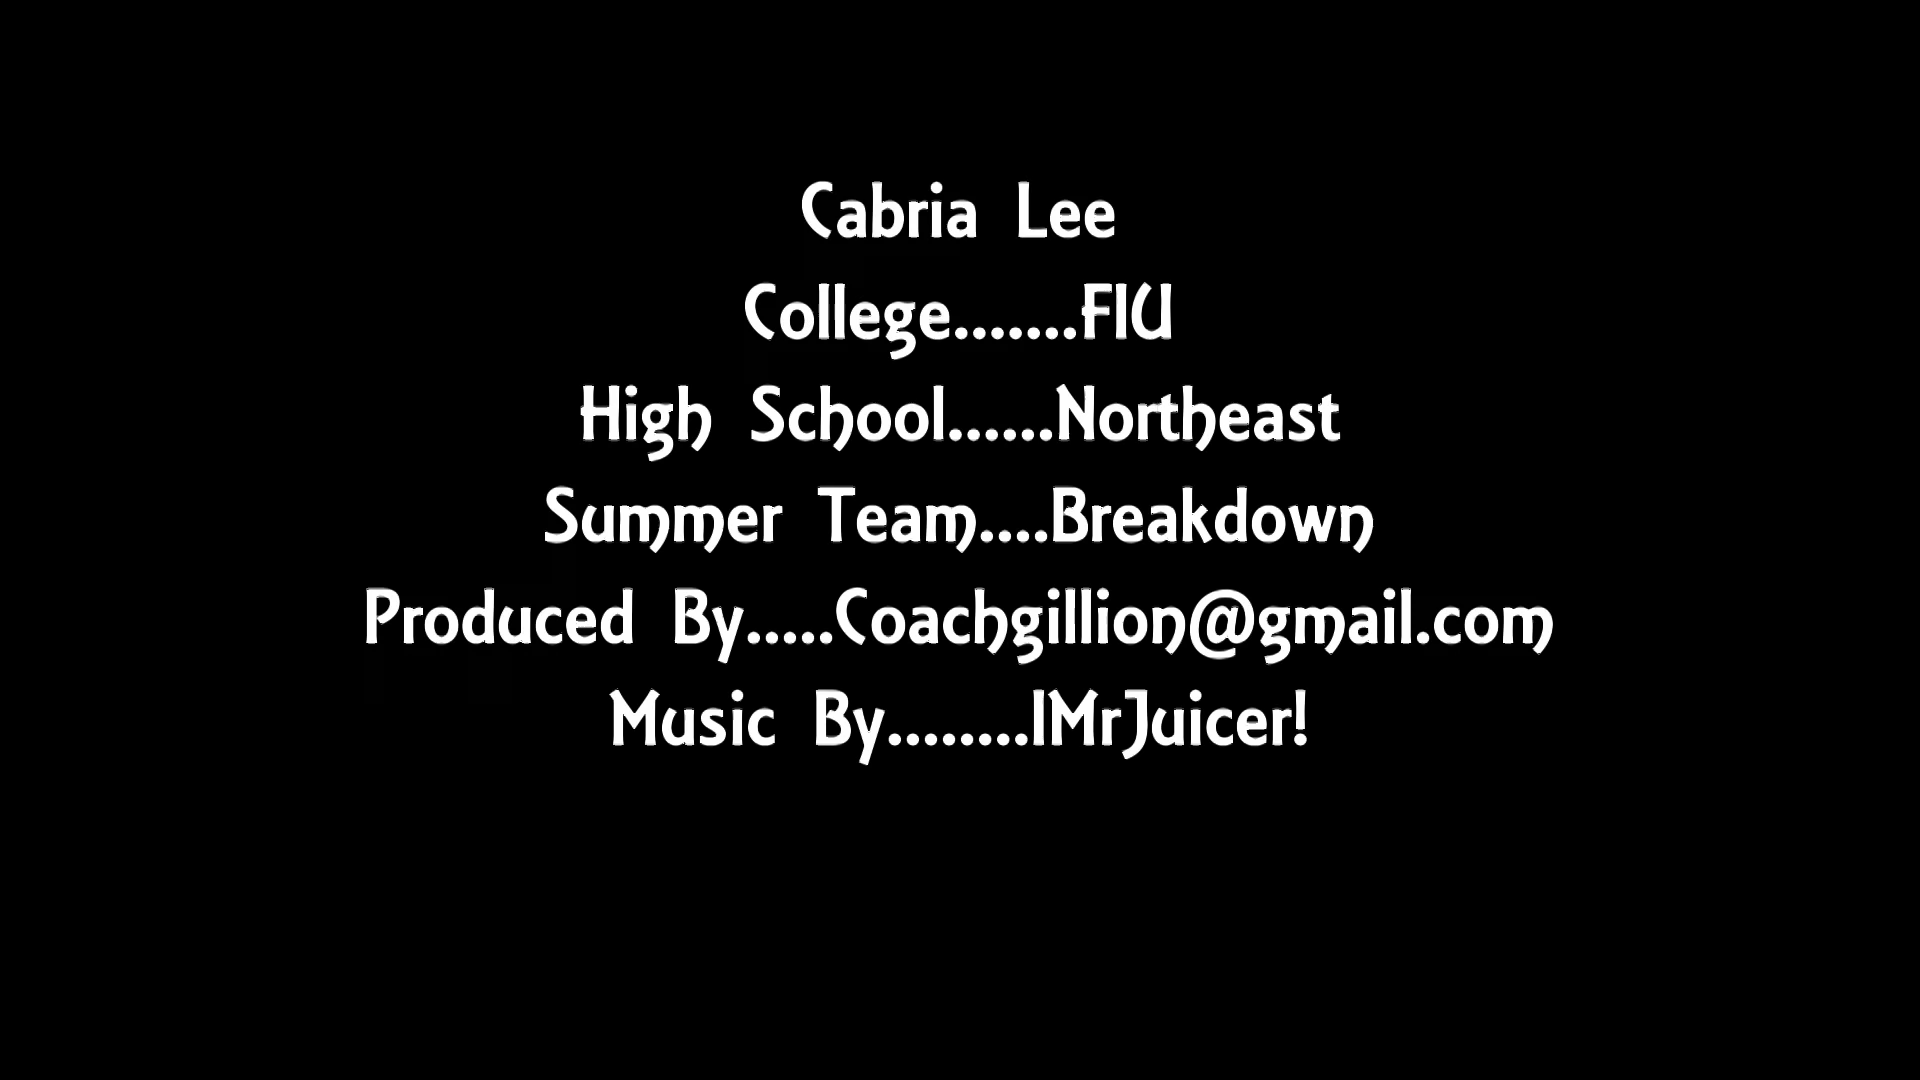 Cabria Lee
College.......FIU
High School......Northeast
Summer Team....Breakdown
Produced By.....Coachgillion@gmail.com
Music By........IMrJuicer!